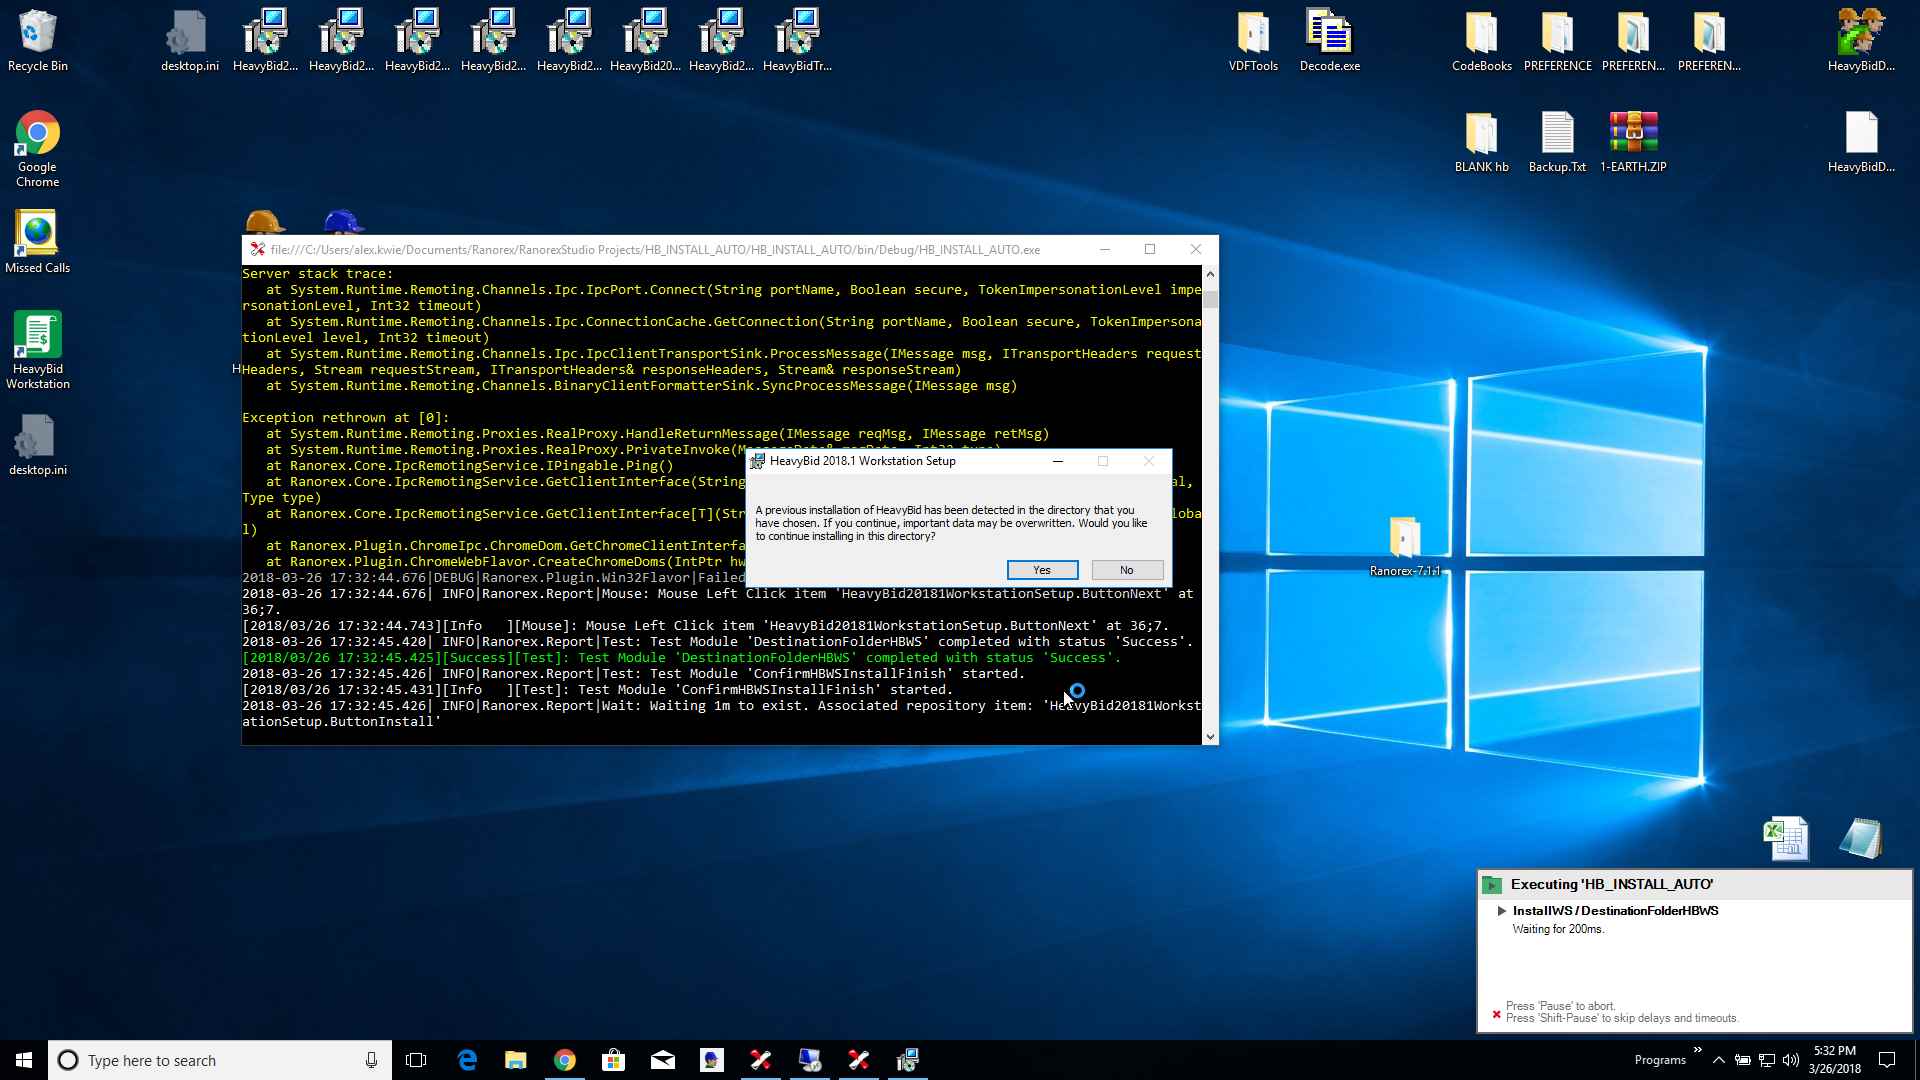 Recycle Bin
desktop.ini
HeavyBid2...
HeavyBid2...
HeavyBid2...
HeavyBid2...
HeavyBid2...
HeavyBid20...
HeavyBid2...
HeavyBidTr...
VDFTools
Decode.exe
CodeBooks
PREFERENCE
PREFEREN...
PREFEREN...
HeavyBidD...
Google
Chrome
BLANK hb
Backup.Txt
1-EARTH.ZIP
HeavyBidD...
Missed Calls
HeavyBid
Workstation
H
desktop.ini
file:///C:/Users/alex.kwie/Documents/Ranorex/RanorexStudio Projects/HB_INSTALL_AUTO/HB_INSTALL_AUTO/bin/Debug/HB_INSTALL_AUTO.exe
Server stack trace:
at System.Runtime.Remoting.Channels.Ipc.IpcPort.Connect(String portName, Boolean secure, TokenImpersonationLevel impe
rsonationLevel, Int32 timeout)
at System.Runtime.Remoting.Channels.Ipc.ConnectionCache.GetConnection(String portName, Boolean secure, TokenImpersona
tionLevel level, Int32 timeout)
at System.Runtime.Remoting.Channels.Ipc.IpcClientTransportSink.ProcessMessage(IMessage msg, ITransportHeaders request
Headers, Stream requestStream, ITransportHeaders& responseHeaders, Stream& responseStream)
at System.Runtime.Remoting.Channels.BinaryClientFormatterSink.SyncProcessMessage(IMessage msg)
Exception rethrown at [0]:
at System.Runtime.Remoting.Proxies.RealProxy.HandleReturnMessage(IMessage reqMsg, IMessage retMsg)
at System.Runtime.Remoting.Proxies.RealProxy.PrivateInvoke(
at Ranorex.Core.IpcRemotingService.IPingable.Ping()
at Ranorex.Core.IpcRemotingService.GetClientInterface(String al,
Type type)
at Ranorex.Core.IpcRemotingService.GetClientInterface[T](Str loba
l)
at Ranorex.Plugin.ChromeIpc.ChromeDom.GetChromeClientInterfa
at Ranorex.Plugin.ChromeWebFlavor.CreateChromeDoms(IntPtr hw
2018-03-26 17:32:44.676|DEBUG|Ranorex.Plugin.Win32Flavor|Failed
2018-03-26 17:32:44.676| INFO|Ranorex.Report|Mouse: Mouse Left Click item 'HeavyBid20181WorkstationSetup.ButtonNext' at
36;7.
[2018/03/26 17:32:44.743][Info   ][Mouse]: Mouse Left Click item 'HeavyBid20181WorkstationSetup.ButtonNext' at 36;7.
2018-03-26 17:32:45.420| INFO|Ranorex.Report|Test: Test Module 'DestinationFolderHBWS' completed with status 'Success'.
[2018/03/26 17:32:45.425][Success][Test]: Test Module 'DestinationFolderHBWS' completed with status 'Success'.
2018-03-26 17:32:45.426| INFO|Ranorex.Report|Test: Test Module 'ConfirmHBWSInstallFinish' started.
[2018/03/26 17:32:45.431][Info   ][Test]: Test Module 'ConfirmHBWSInstallFinish' started.
2018-03-26 17:32:45.426| INFO|Ranorex.Report|Wait: Waiting 1m to exist. Associated repository item: 'HeavyBid20181Workst
ationSetup.ButtonInstall'
HeavyBid 2018.1 Workstation Setup
A previous installation of HeavyBid has been detected in the directory that you
have chosen. If you continue, important data may be overwritten. Would you like
to continue installing in this directory?
Yes
No
Ranorex-7.1.1
Executing 'HB_INSTALL_AUTO'
InstallWS / DestinationFolderHBWS
Waiting for 200ms.
Press 'Pause' to abort.
Press 'Shift-Pause' to skip delays and timeouts.
Type here to search
Programs
5:32 PM
3/26/2018